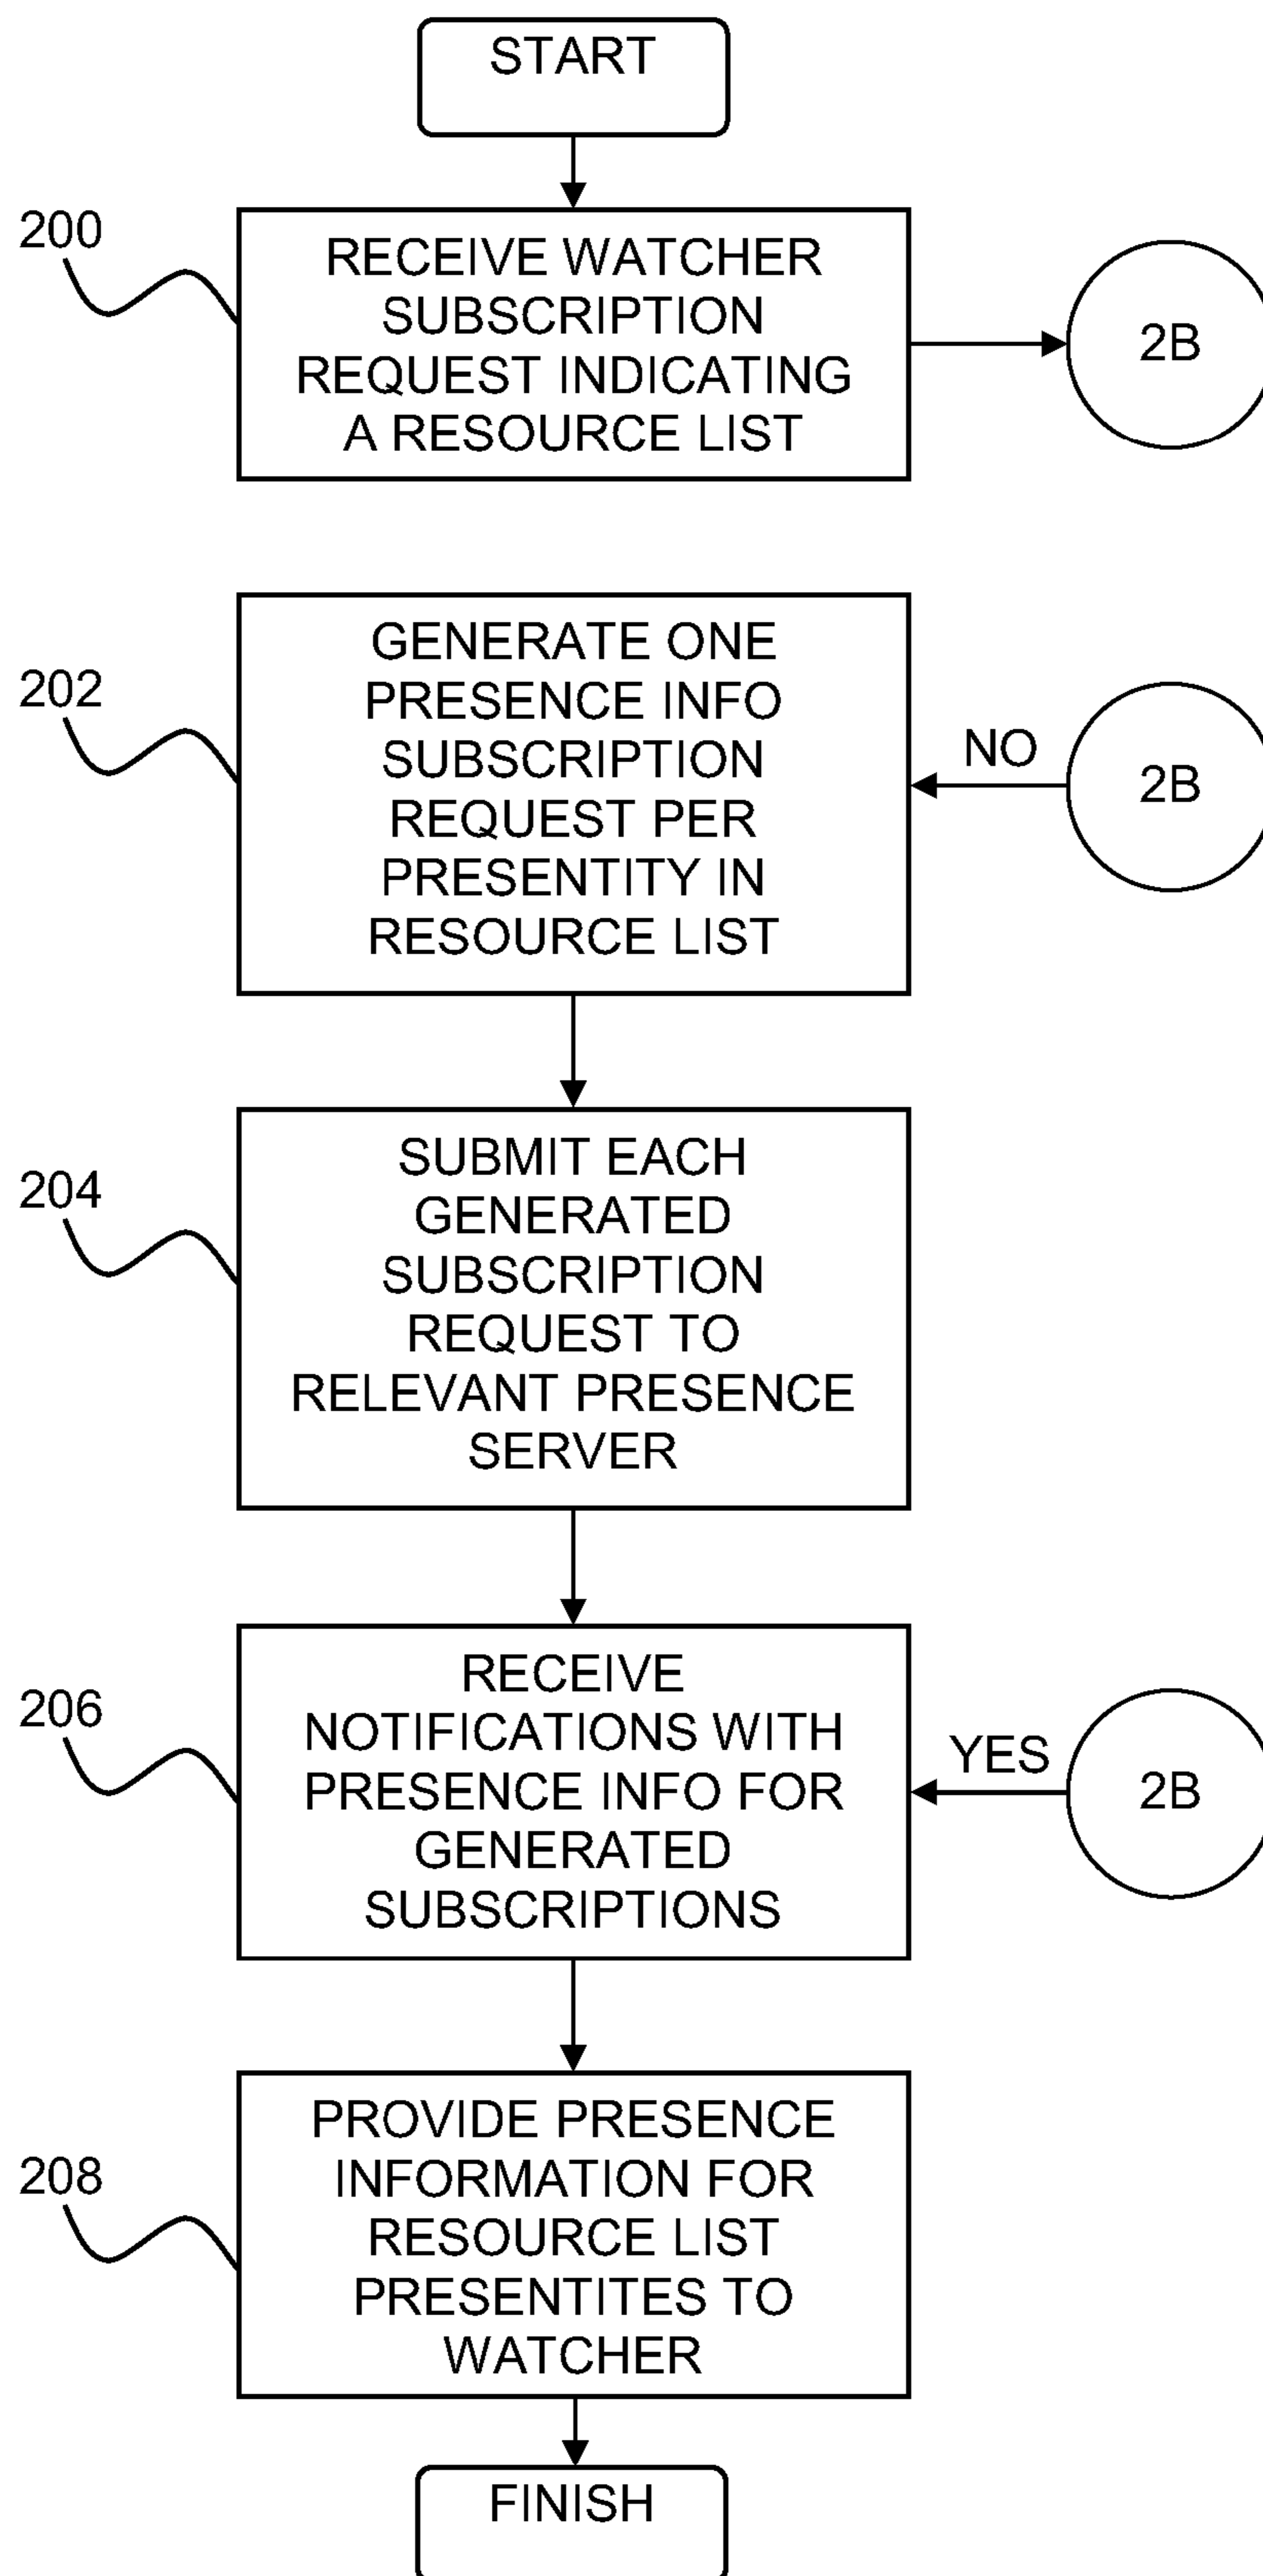 START
200
RECEIVE WATCHER
SUBSCRIPTION
REQUEST INDICATING
A RESOURCE LIST
2B
202
GENERATE ONE
PRESENCE INFO
SUBSCRIPTION
REQUEST PER
PRESENTITY IN
RESOURCE LIST
NO
2B
204
SUBMIT EACH
GENERATED
SUBSCRIPTION
REQUEST TO
RELEVANT PRESENCE
SERVER
206
RECEIVE
NOTIFICATIONS WITH
PRESENCE INFO FOR
GENERATED
SUBSCRIPTIONS
YES
2B
208
PROVIDE PRESENCE
INFORMATION FOR
RESOURCE LIST
PRESENTITES TO
WATCHER
FINISH